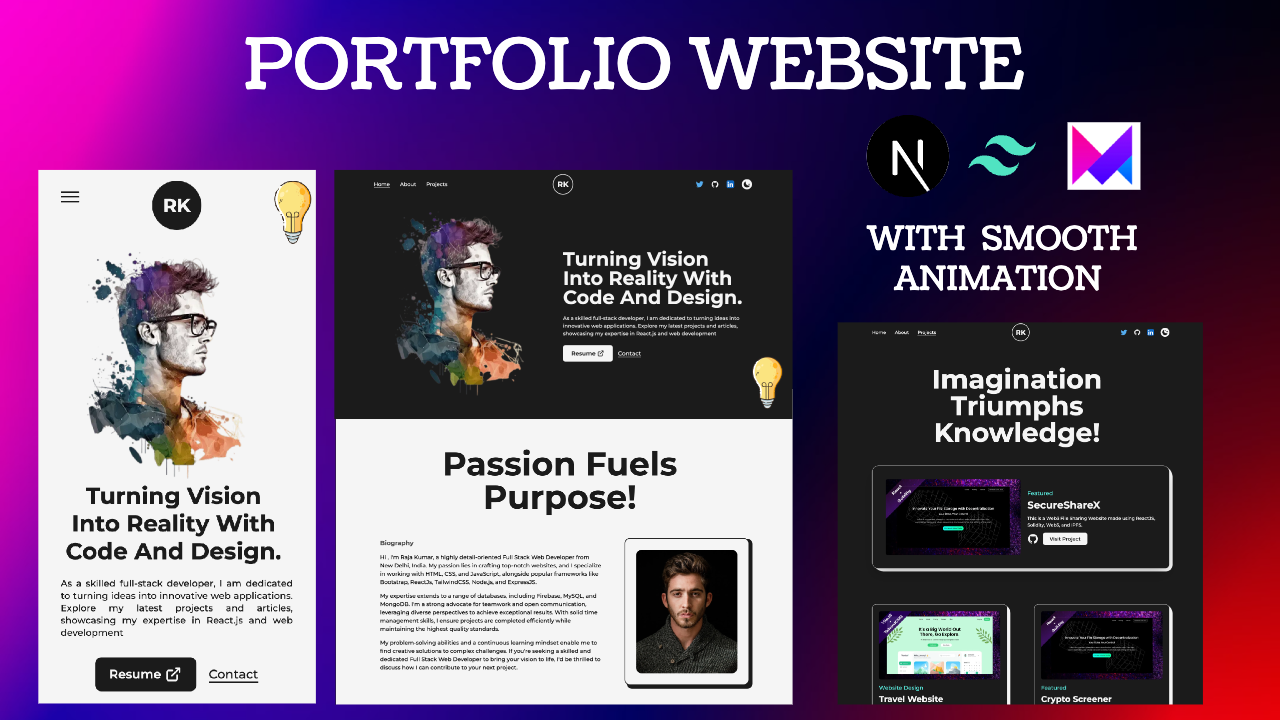 PORTFOLIO WEBSITE
N
WITH SMOOTH
ANIMATION
RK
Turning Vision
Into Reality With
Code And Design.
As a skilled full-stack developer, I am dedicated
to turning ideas into innovative web applications.
Explore my latest projects and articles,
showcasing my expertise in React.js and web
development
Resume Contact
Home About Projects RK
Turning Vision
Into Reality With
Code And Design.
As a skilled full-stack developer, I am dedicated to turning ideas into
innovative web applications. Explore my latest projects and articles,
showcasing my expertise in React.js and web development
Resume Contact
Passion Fuels
Purpose!
Biography
Hi , I'm Raja Kumar, a highly detail-oriented Full Stack Web Developer from
New Delhi, India. My passion lies in crafting top-notch websites, and I specialize
in working with HTML, CSS, and JavaScript, alongside popular frameworks like
Bootstrap, ReactJs, TailwindCSS, Node.js, and ExpressJS.
My expertise extends to a range of databases, including Firebase, MySQL, and
MongoDB. I'm a strong advocate for teamwork and open communication,
leveraging diverse perspectives to achieve exceptional results. With solid time
management skills, I ensure projects are completed efficiently while
maintaining the highest quality standards.
My problem-solving abilities and a continuous learning mindset enable me to
find creative solutions to complex challenges. If you're seeking a skilled and
dedicated Full Stack Web Developer to bring your vision to life, I'd be thrilled to
discuss how I can contribute to your next project.
Home About Projects RK
Imagination
Triumphs
Knowledge!
Featured
SecureShareX
This is a Web3 File sharing Website made using ReactJs,
Solidity, Web5, and IPFS.
Visit Project
It's a Big World Out
There, Go Explore
Website Design
Travel Website
Featured
Crypto Screener